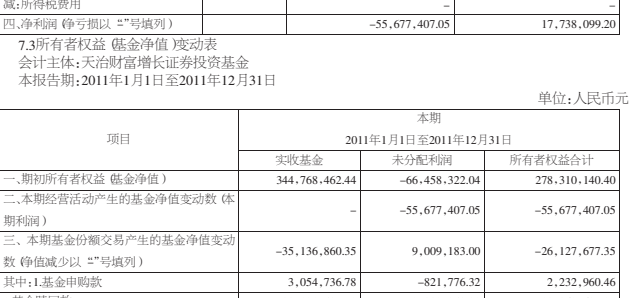 减:所得税费用 - -
四、净利润(净亏损以“-”号填列) -55,677,407.05 17,738,099.20
7.3所有者权益(基金净值)变动表
会计主体:天治财富增长证券投资基金
本报告期:2011年1月1日至2011年12月31日
单位:人民币元
项目
本期
2011年1月1日至2011年12月31日
实收基金 未分配利润 所有者权益合计
一、期初所有者权益(基金净值) 344,768,462.44 -66,458,322.04 278,310,140.40
二、本期经营活动产生的基金净值变动数(本
期利润) - -55,677,407.05 -55,677,407.05
三、本期基金份额交易产生的基金净值变动
数(净值减少以“-”号填列) -35,136,860.35 9,009,183.00 -26,127,677.35
其中:1.基金申购款 3,054,736.78 -821,776.32 2,232,960.46